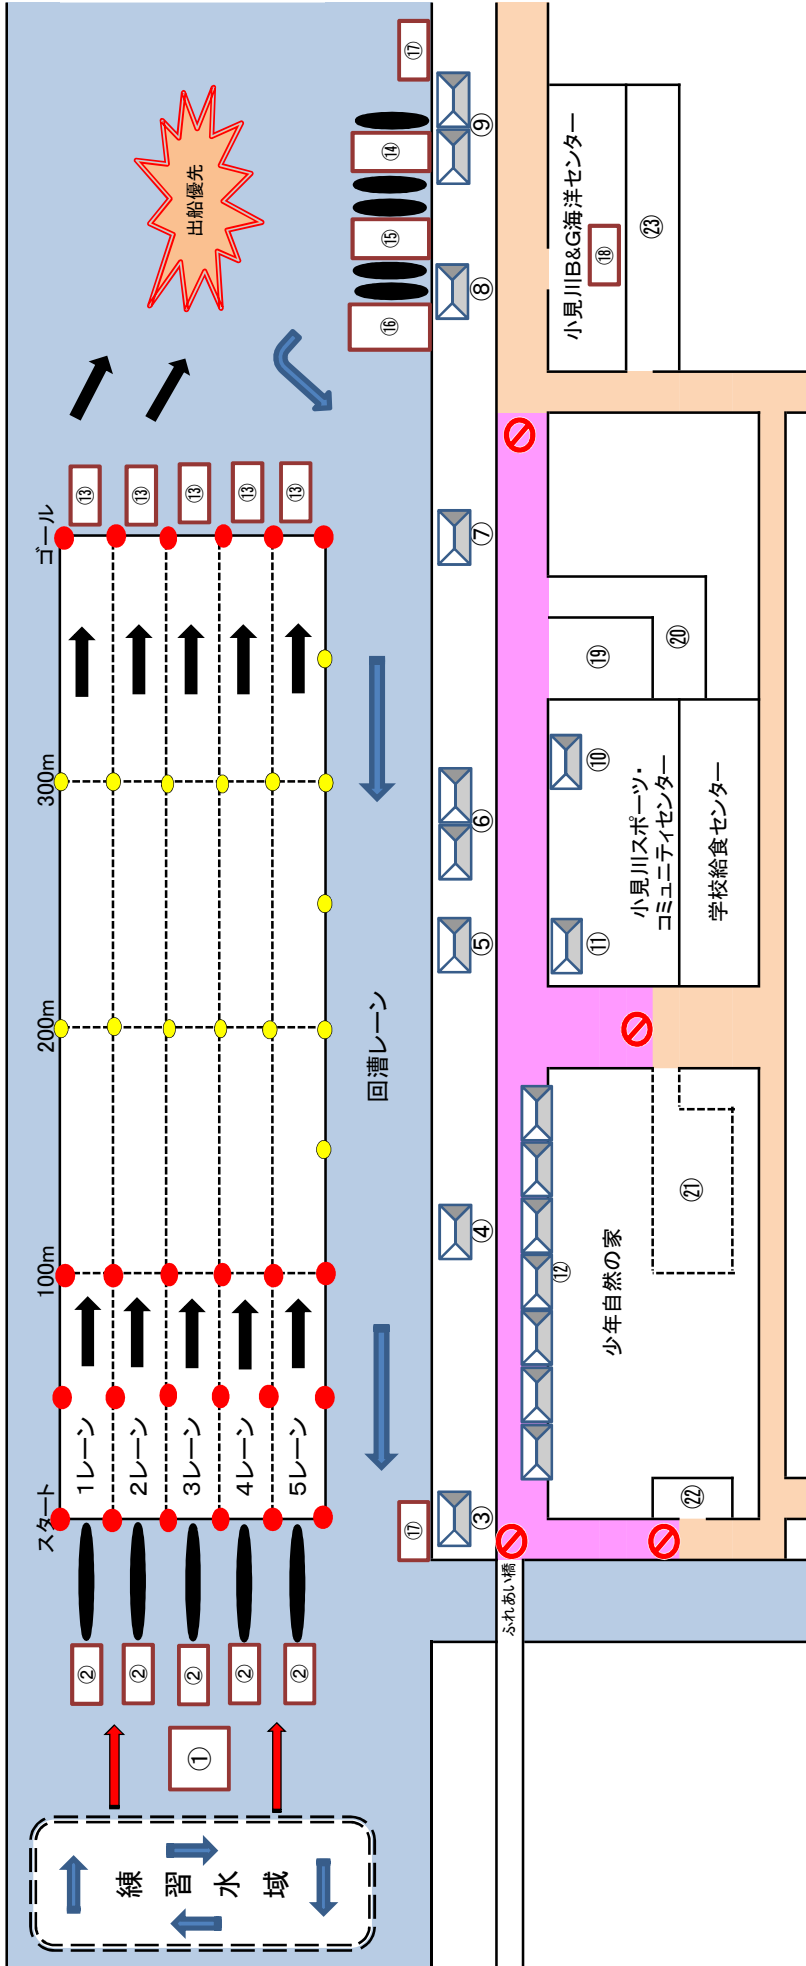 スタート
100m
200m
300m
ゴール
1レーン
2レーン
3レーン
4レーン
5レーン
練習水域
①
②
②
②
②
②
⑬
⑬
⑬
⑬
⑬
出船優先
回漕レーン
⑰
⑯
⑮
⑭
⑰
③
④
⑤
⑥
⑦
⑧
⑨
ふれあい橋
⑫
⑪
⑩
少年自然の家
㉑
㉒
小見川スポーツ・
コミュニティセンター
学校給食センター
⑲
⑳
小見川B&G海洋センター
⑱
㉓